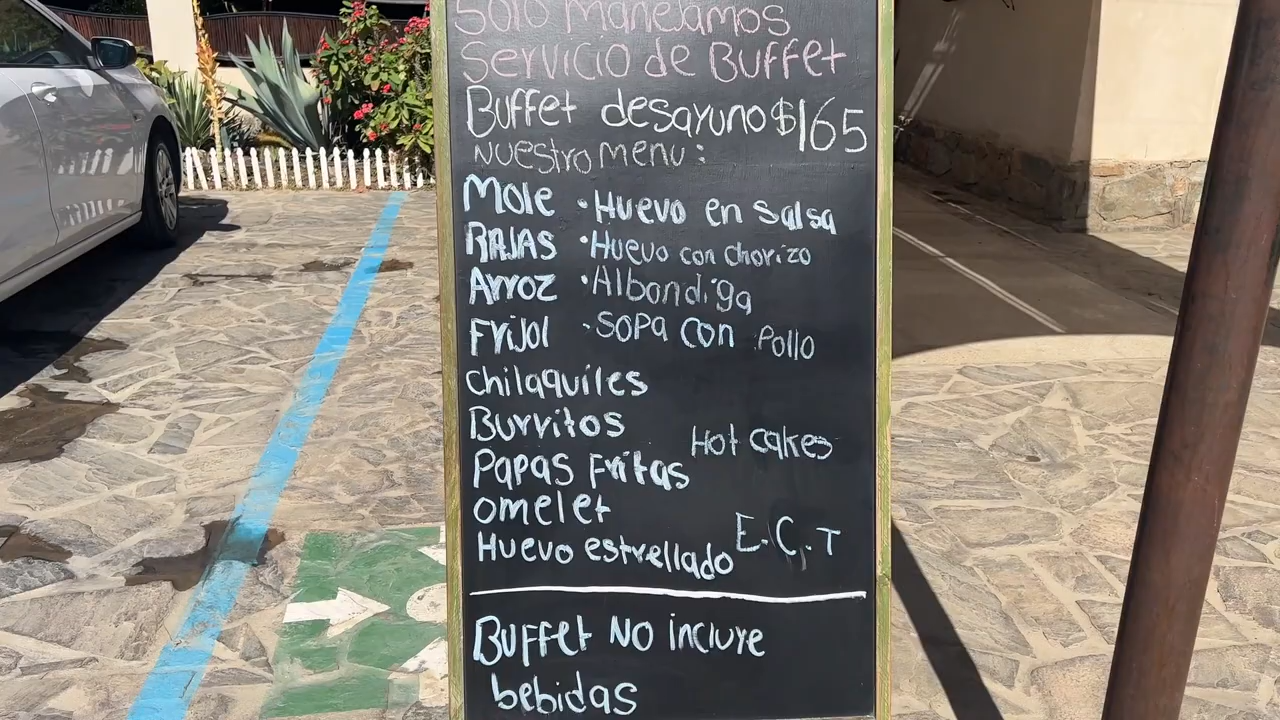 Solo Manejamos
Servicio de Buffet
Buffet desayuno $165
nuestro menu:
Mole · Huevo en salsa
RAJAS · Huevo con chorizo
Arroz · Albondiga
Frijol · SOPA CON Pollo
chilaquiles
Burritos
Hot cakes
PaPas Fritas
omelet
Huevo estrellado E.C.T
Buffet NO incluye
bebidas